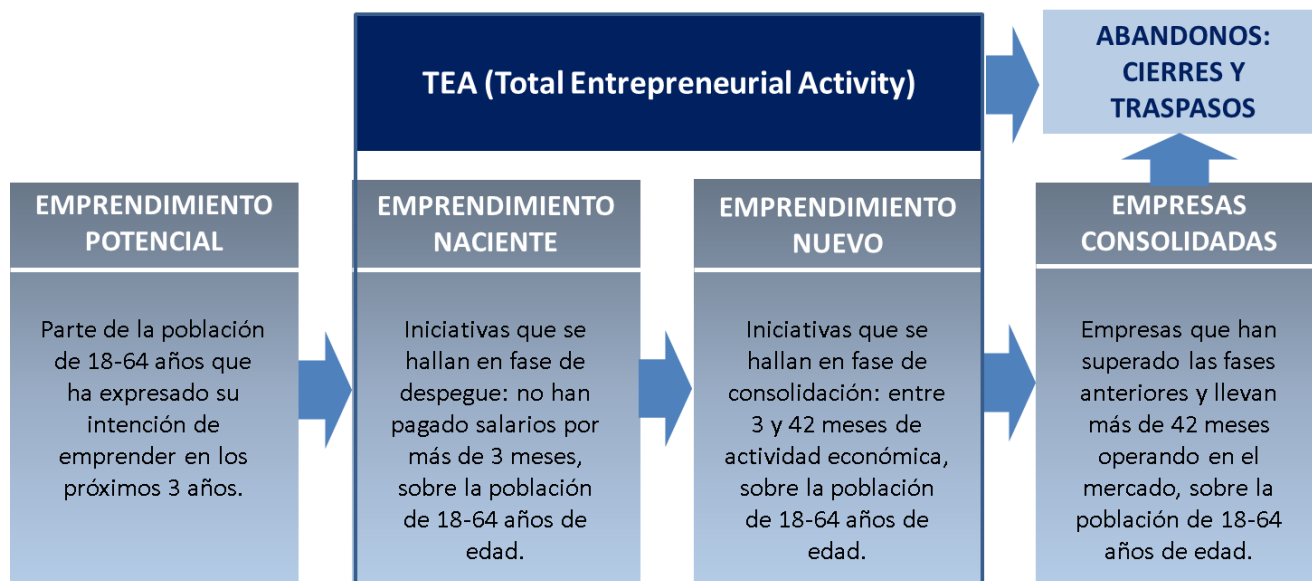 TEA (Total Entrepreneurial Activity)
ABANDONOS:
CIERRES Y
TRASPASOS
EMPRENDIMIENTO
POTENCIAL
Parte de la población
de 18-64 años que
ha expresado su
intención de
emprender en los
próximos 3 años.
EMPRENDIMIENTO
NACIENTE
Iniciativas que se
hallan en fase de
despegue: no han
pagado salarios por
más de 3 meses,
sobre la población
de 18-64 años de
edad.
EMPRENDIMIENTO
NUEVO
Iniciativas que se
hallan en fase de
consolidación: entre
3 y 42 meses de
actividad económica,
sobre la población
de 18-64 años de
edad.
EMPRESAS
CONSOLIDADAS
Empresas que han
superado las fases
anteriores y llevan
más de 42 meses
operando en el
mercado, sobre la
población de 18-64
años de edad.